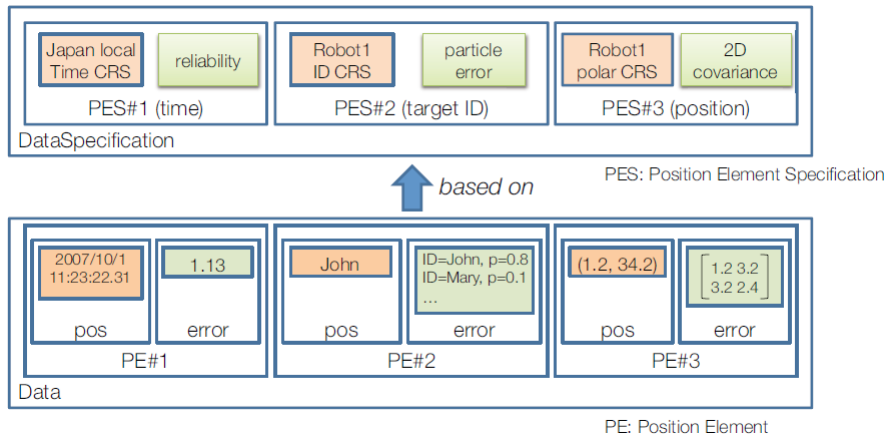 Japan local
Time CRS
reliability
PES#1 (time)
Robot1
ID CRS
particle
error
PES#2 (target ID)
Robot1
polar CRS
2D
covariance
PES#3 (position)
DataSpecification
PES: Position Element Specification
based on
2007/10/1
11:23:22.31
pos
1.13
error
PE#1
John
pos
ID=John, p=0.8
ID=Mary, p=0.1
...
error
PE#2
(1.2, 34.2)
pos
1.2 3.2
3.2 2.4
error
PE#3
Data
PE: Position Element